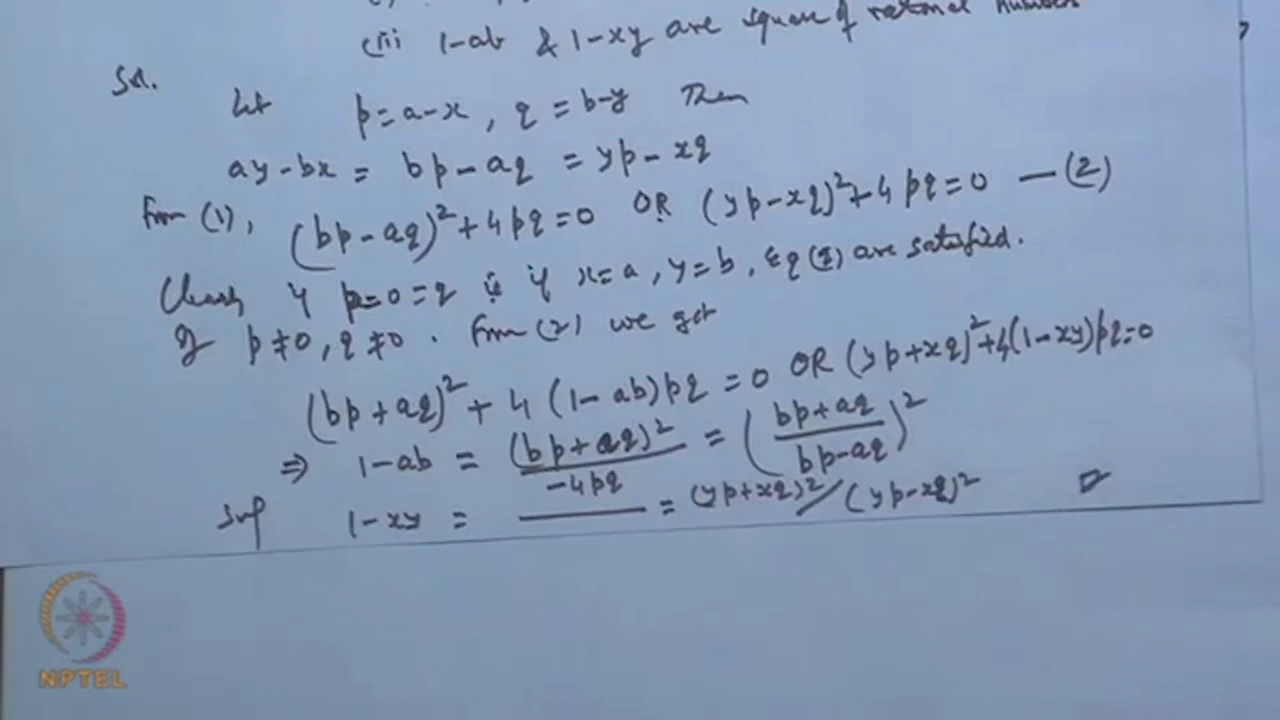 (iii 1-ab & 1-xy are square of rational numbers
Sol.
Let p = a-x, q = b-y Then
ay-bx = bp-aq = yp-xq
From (1), (bp-aq)² + 4pq = 0 OR (yp-xq)² + 4pq = 0 — (2)
Clearly if p=0=q ie if x=a, y=b, Eq (1) are satisfied.
If p≠0, q≠0. From (2) we get
(bp+aq)² + 4(1-ab)pq = 0 OR (yp+xq)² + 4(1-xy)pq = 0
⇒ 1-ab = (bp+aq)² / -4pq = ((bp+aq) / (bp-aq))²
1-xy = ____ = (yp+xq)² / (yp-xq)²
NPTEL